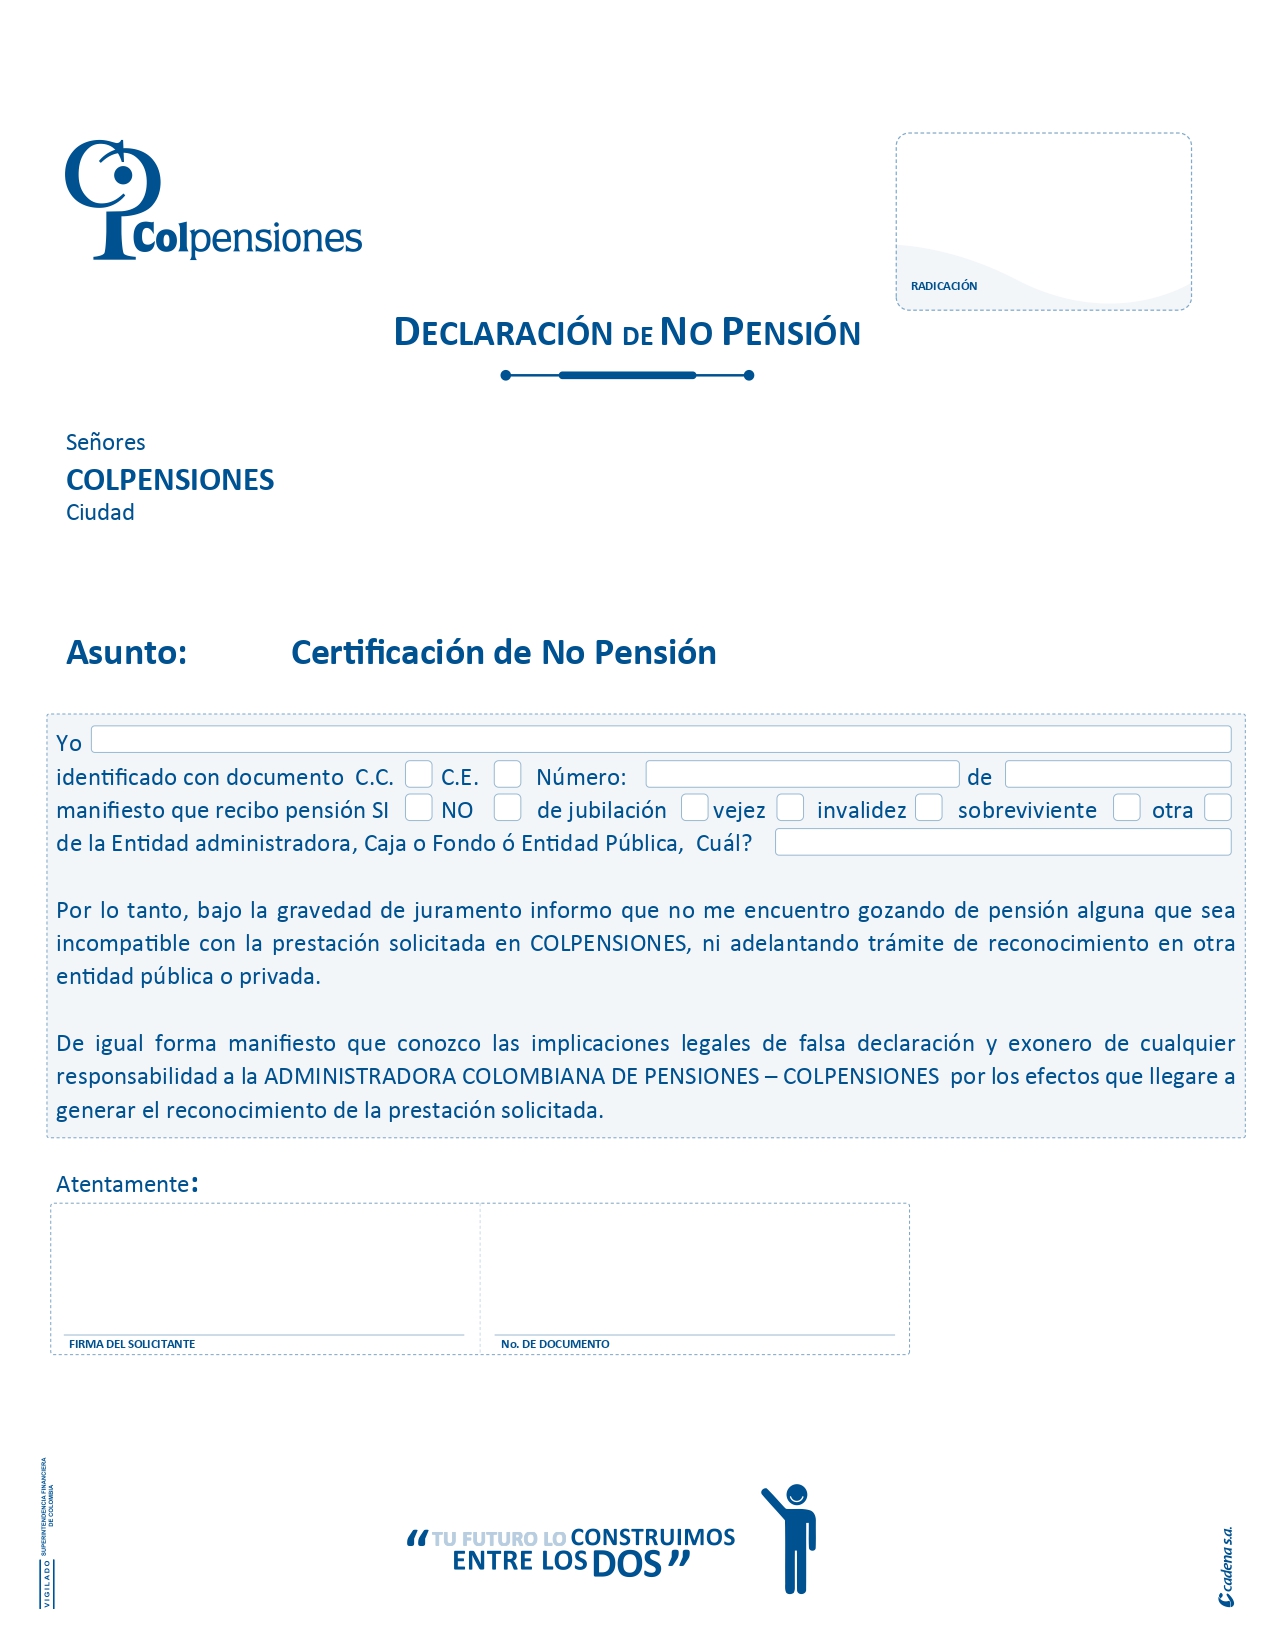 Colpensiones
RADICACIÓN
DECLARACIÓN DE NO PENSIÓN
Señores
COLPENSIONES
Ciudad
Asunto: Certificación de No Pensión
Yo
identificado con documento C.C. C.E. Número: de
manifiesto que recibo pensión SI NO de jubilación vejez invalidez sobreviviente otra
de la Entidad administradora, Caja o Fondo ó Entidad Pública, Cuál?
Por lo tanto, bajo la gravedad de juramento informo que no me encuentro gozando de pensión alguna que sea
incompatible con la prestación solicitada en COLPENSIONES, ni adelantando trámite de reconocimiento en otra
entidad pública o privada.
De igual forma manifiesto que conozco las implicaciones legales de falsa declaración y exonero de cualquier
responsabilidad a la ADMINISTRADORA COLOMBIANA DE PENSIONES – COLPENSIONES por los efectos que llegare a
generar el reconocimiento de la prestación solicitada.
Atentamente:
FIRMA DEL SOLICITANTE
No. DE DOCUMENTO
VIGILADO
SUPERINTENDENCIA FINANCIERA
DE COLOMBIA
“TU FUTURO LO CONSTRUIMOS
ENTRE LOS DOS”
cadena s.a.